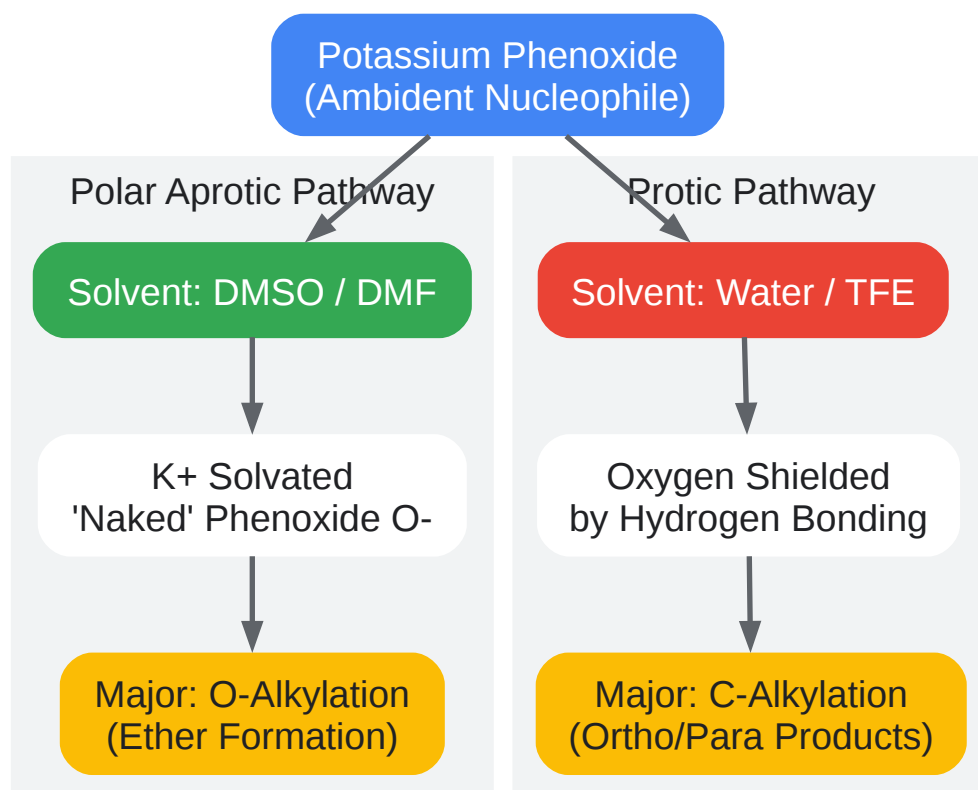 Potassium Phenoxide
(Ambident Nucleophile)
Polar Aprotic Pathway
Protic Pathway
Solvent: DMSO / DMF
Solvent: Water / TFE
K+ Solvated
'Naked' Phenoxide O-
Oxygen Shielded
by Hydrogen Bonding
Major: O-Alkylation
(Ether Formation)
Major: C-Alkylation
(Ortho/Para Products)